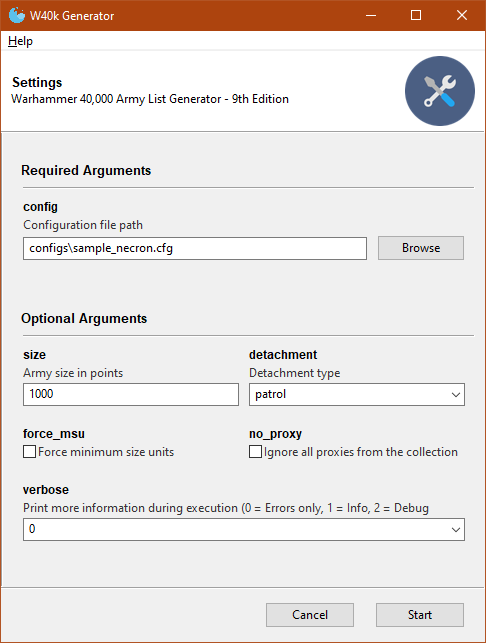 W40k Generator
Help
Settings
Warhammer 40,000 Army List Generator - 9th Edition
Required Arguments
config
Configuration file path
configs\sample_necron.cfg
Browse
Optional Arguments
size
detachment
Army size in points
Detachment type
1000
patrol
force_msu
no_proxy
Force minimum size units
Ignore all proxies from the collection
verbose
Print more information during execution (0 = Errors only, 1 = Info, 2 = Debug
0
Cancel
Start